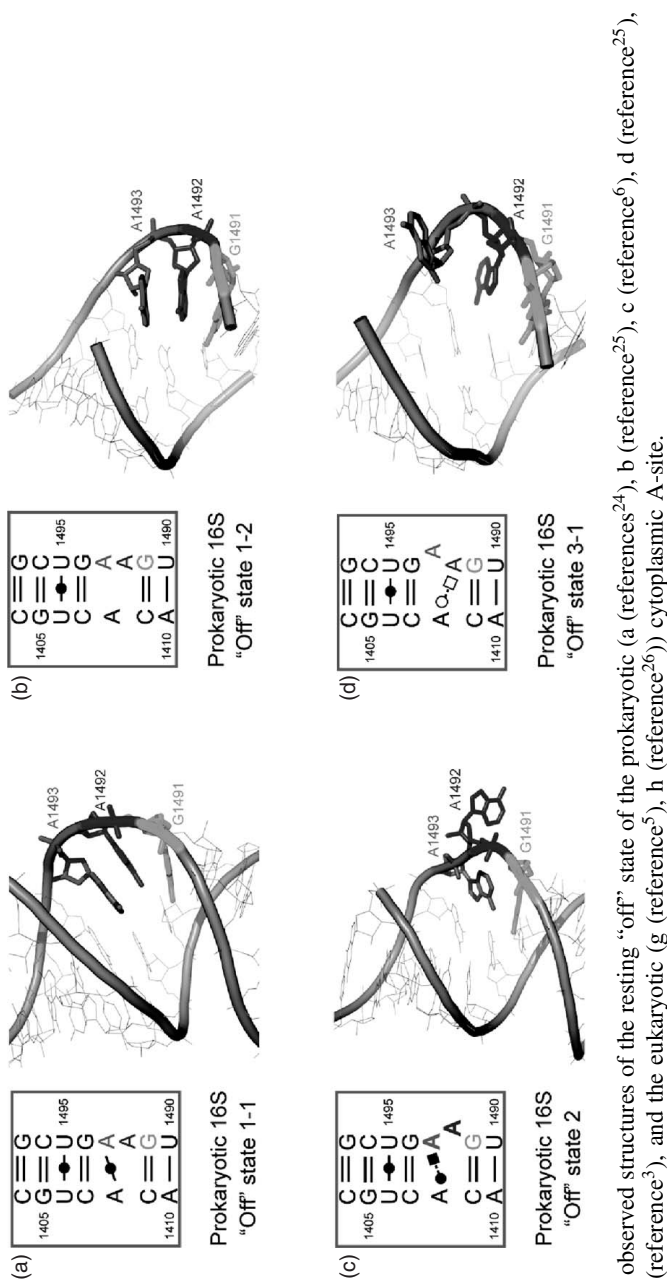 (a)
C=G
1405 G=C
U●U 1495
C=G
A●A
A
C=G
1410 A—U 1490
A1493
A1492
G1491
Prokaryotic 16S
"Off" state 1-1
(b)
C=G
1405 G=C
U●U 1495
C=G
A A
A
C=G
1410 A—U 1490
A1493
A1492
G1491
Prokaryotic 16S
"Off" state 1-2
(c)
C=G
1405 G=C
U●U 1495
C=G
A●■A
A
C=G
1410 A—U 1490
A1493
A1492
G1491
Prokaryotic 16S
"Off" state 2
(d)
C=G
1405 G=C
U●U 1495
C=G
A
A○□A
C=G
1410 A—U 1490
A1493
A1492
G1491
Prokaryotic 16S
"Off" state 3-1
observed structures of the resting "off" state of the prokaryotic (a (references24), b (reference25), c (reference6), d (reference25),
(reference3), and the eukaryotic (g (reference5), h (reference26)) cytoplasmic A-site.